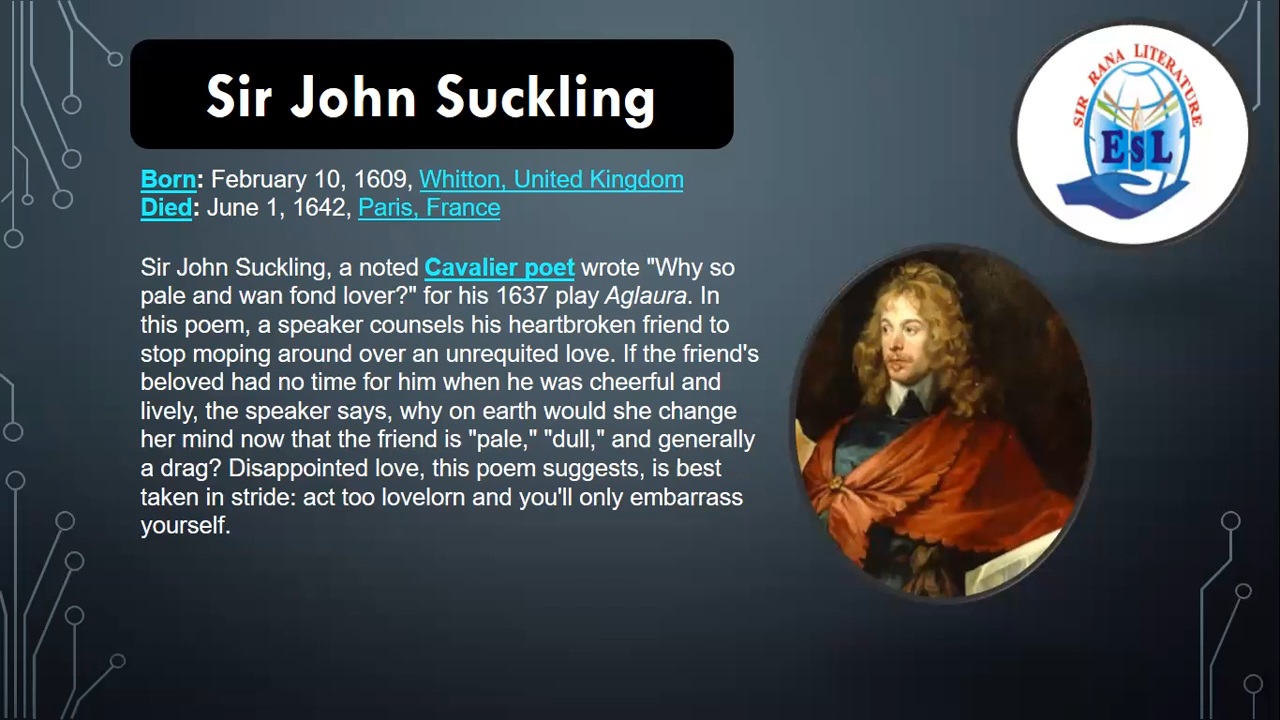 Sir John Suckling
SIR RANA LITERATURE
ESL
Born: February 10, 1609, Whitton, United Kingdom
Died: June 1, 1642, Paris, France
Sir John Suckling, a noted Cavalier poet wrote "Why so
pale and wan fond lover?" for his 1637 play Aglaura. In
this poem, a speaker counsels his heartbroken friend to
stop moping around over an unrequited love. If the friend's
beloved had no time for him when he was cheerful and
lively, the speaker says, why on earth would she change
her mind now that the friend is "pale," "dull," and generally
a drag? Disappointed love, this poem suggests, is best
taken in stride: act too lovelorn and you'll only embarrass
yourself.